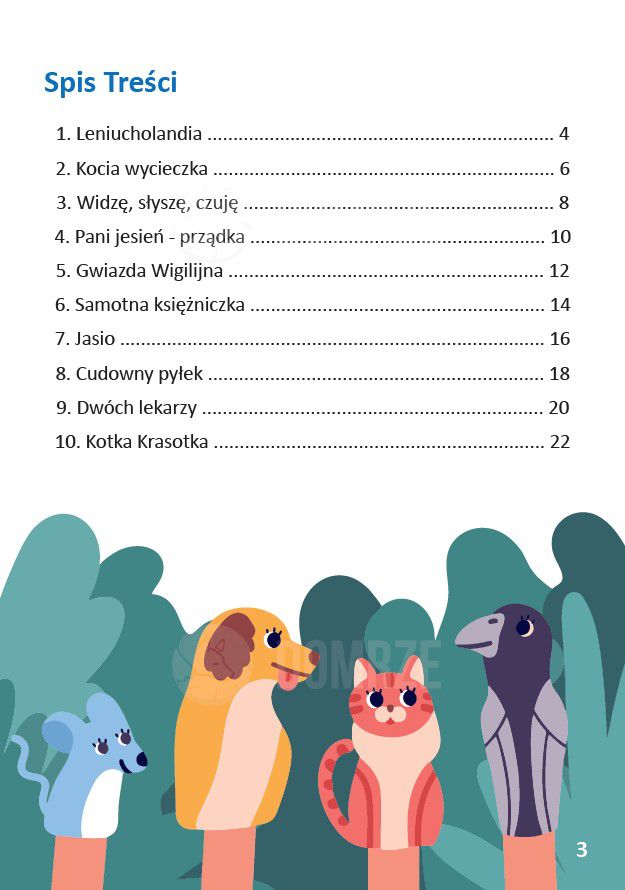 Spis Treści
1. Leniucholandia ................................................................... 4
2. Kocia wycieczka .................................................................. 6
3. Widzę, słyszę, czuję ............................................................ 8
4. Pani jesień - prządka ......................................................... 10
5. Gwiazda Wigilijna ............................................................. 12
6. Samotna księżniczka ......................................................... 14
7. Jasio .................................................................................. 16
8. Cudowny pyłek ................................................................. 18
9. Dwóch lekarzy .................................................................. 20
10. Kotka Krasotka ................................................................ 22
3